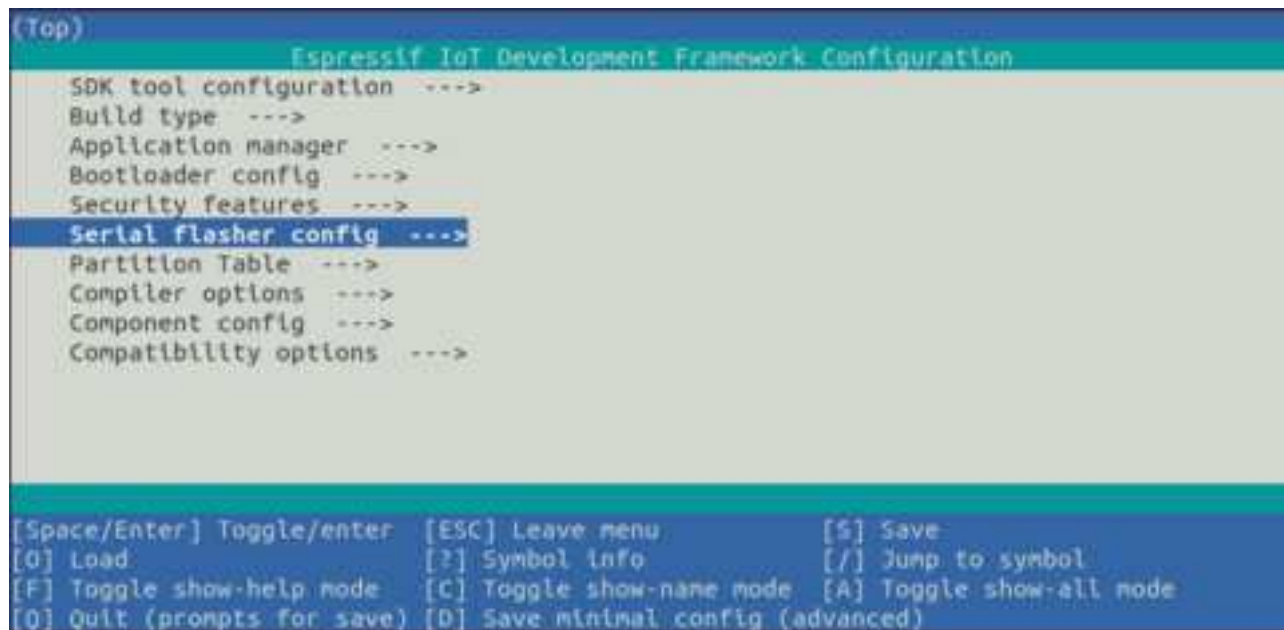 (Top)
Espressif IoT Development Framework Configuration
SDK tool configuration --->
Build type --->
Application manager --->
Bootloader config --->
Security features --->
Serial flasher config --->
Partition Table --->
Compiler options --->
Component config --->
Compatibility options --->
[Space/Enter] Toggle/enter [ESC] Leave menu [S] Save
[O] Load [?] Symbol info [/] Jump to symbol
[F] Toggle show-help mode [C] Toggle show-name mode [A] Toggle show-all mode
[Q] Quit (prompts for save) [D] Save minimal config (advanced)